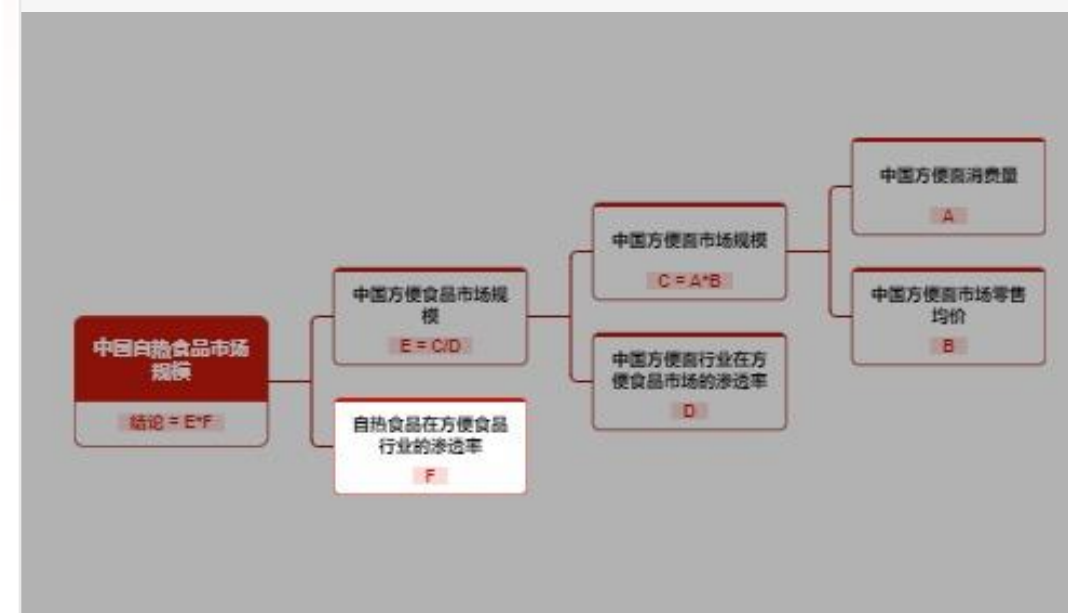 中国方便面消费量
A
中国方便面市场规模
C = A*B
中国方便食品市场规
模
E = C/D
中国方便面市场零售
均价
B
中国自热食品市场
规模
结论 = E*F
中国方便面行业在方
便食品市场的渗透率
D
自热食品在方便食品
行业的渗透率
F